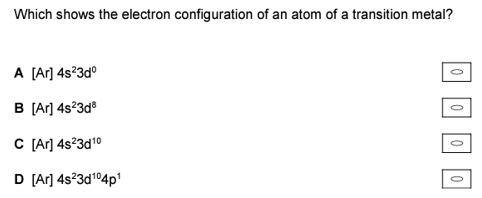 Which shows the electron configuration of an atom of a transition metal?
A [Ar] 4s²3d⁰
B [Ar] 4s²3d⁸
C [Ar] 4s²3d¹⁰
D [Ar] 4s²3d¹⁰4p¹